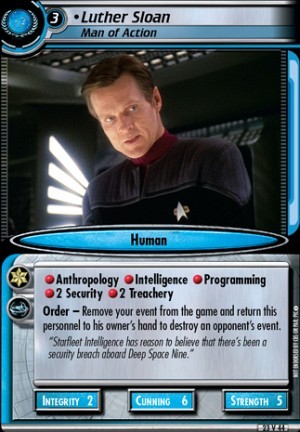 3 • Luther Sloan
Man of Action
Human
• Anthropology • Intelligence • Programming
• 2 Security • 2 Treachery
Order – Remove your event from the game and return this
personnel to his owner's hand to destroy an opponent's event.
"Starfleet Intelligence has reason to believe that there's been a
security breach aboard Deep Space Nine."
INTEGRITY 2 CUNNING 6 STRENGTH 5